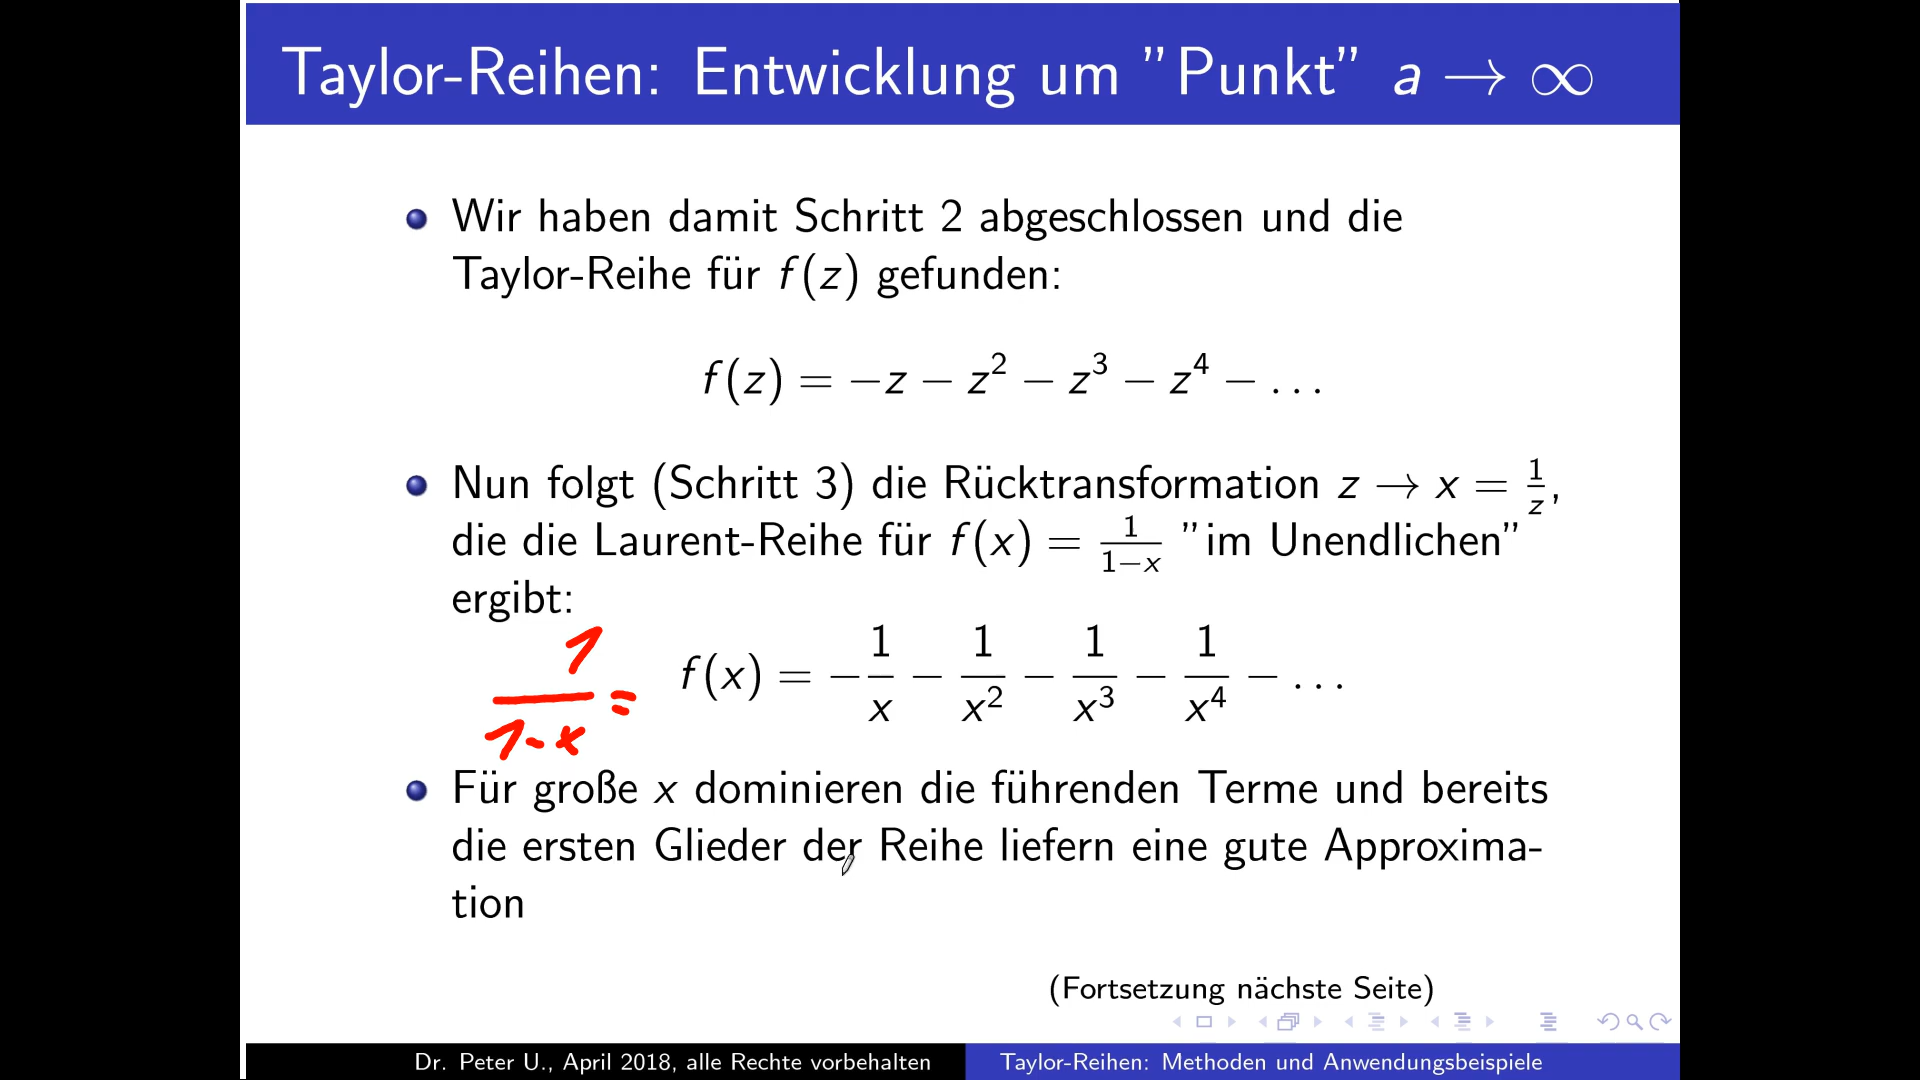 Taylor-Reihen: Entwicklung um ”Punkt” a → ∞
Wir haben damit Schritt 2 abgeschlossen und die
Taylor-Reihe für f(z) gefunden:
f(z) = −z − z² − z³ − z⁴ − ...
Nun folgt (Schritt 3) die Rücktransformation z → x = 1/z,
die die Laurent-Reihe für f(x) = 1/(1−x) ”im Unendlichen”
ergibt:
1/(1-x) = f(x) = −1/x − 1/x² − 1/x³ − 1/x⁴ − ...
Für große x dominieren die führenden Terme und bereits
die ersten Glieder der Reihe liefern eine gute Approxima-
tion
(Fortsetzung nächste Seite)
Dr. Peter U., April 2018, alle Rechte vorbehalten Taylor-Reihen: Methoden und Anwendungsbeispiele